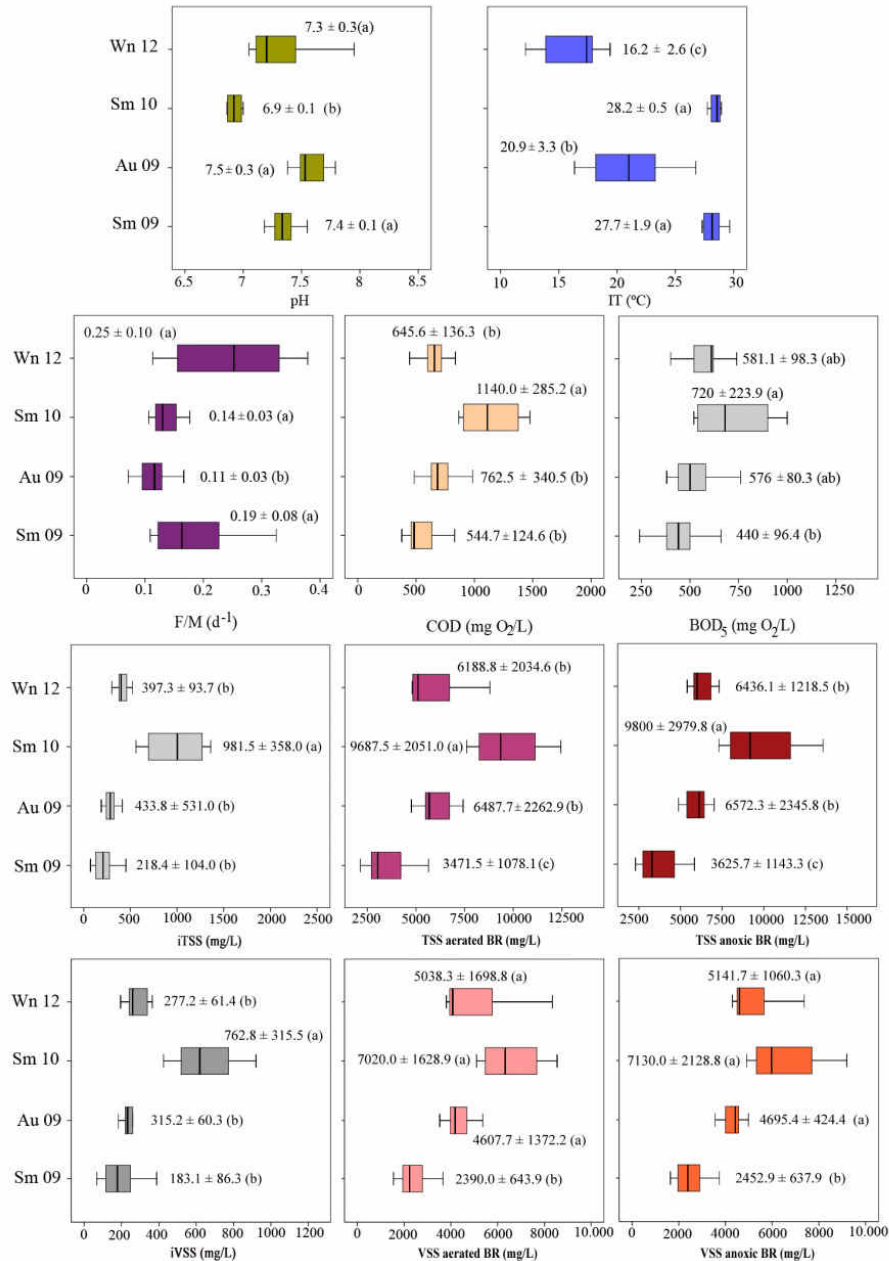 7.3 ± 0.3(a)
Wn 12
16.2 ± 2.6 (c)
Sm 10
6.9 ± 0.1 (b)
28.2 ± 0.5 (a)
20.9 ± 3.3 (b)
Au 09
7.5 ± 0.3 (a)
Sm 09
7.4 ± 0.1 (a)
27.7 ± 1.9 (a)
6.5 7 7.5 8 8.5
10 15 20 25 30
pH
IT (°C)
0.25 ± 0.10 (a)
645.6 ± 136.3 (b)
Wn 12
581.1 ± 98.3 (ab)
1140.0 ± 285.2 (a)
720 ± 223.9 (a)
Sm 10
0.14 ± 0.03 (a)
Au 09
0.11 ± 0.03 (b)
762.5 ± 340.5 (b)
576 ± 80.3 (ab)
0.19 ± 0.08 (a)
Sm 09
544.7 ± 124.6 (b)
440 ± 96.4 (b)
0 0.1 0.2 0.3 0.4
0 500 1000 1500 2000
250 500 750 1000 1250
F/M (d⁻¹)
COD (mg O₂/L)
BOD₅ (mg O₂/L)
6188.8 ± 2034.6 (b)
Wn 12
397.3 ± 93.7 (b)
6436.1 ± 1218.5 (b)
9800 ± 2979.8 (a)
Sm 10
981.5 ± 358.0 (a)
9687.5 ± 2051.0 (a)
Au 09
433.8 ± 531.0 (b)
6487.7 ± 2262.9 (b)
6572.3 ± 2345.8 (b)
Sm 09
218.4 ± 104.0 (b)
3471.5 ± 1078.1 (c)
3625.7 ± 1143.3 (c)
0 500 1000 1500 2000 2500
2500 5000 7500 10000 12500
2500 5000 7500 10000 12500 15000
iTSS (mg/L)
TSS aerated BR (mg/L)
TSS anoxic BR (mg/L)
5038.3 ± 1698.8 (a)
5141.7 ± 1060.3 (a)
Wn 12
277.2 ± 61.4 (b)
762.8 ± 315.5 (a)
Sm 10
7020.0 ± 1628.9 (a)
7130.0 ± 2128.8 (a)
Au 09
315.2 ± 60.3 (b)
4607.7 ± 1372.2 (a)
4695.4 ± 424.4 (a)
Sm 09
183.1 ± 86.3 (b)
2390.0 ± 643.9 (b)
2452.9 ± 637.9 (b)
0 200 400 600 800 1000 1200
0 2000 4000 6000 8000 10.000
0 2000 4000 6000 8000 10.000
iVSS (mg/L)
VSS aerated BR (mg/L)
VSS anoxic BR (mg/L)